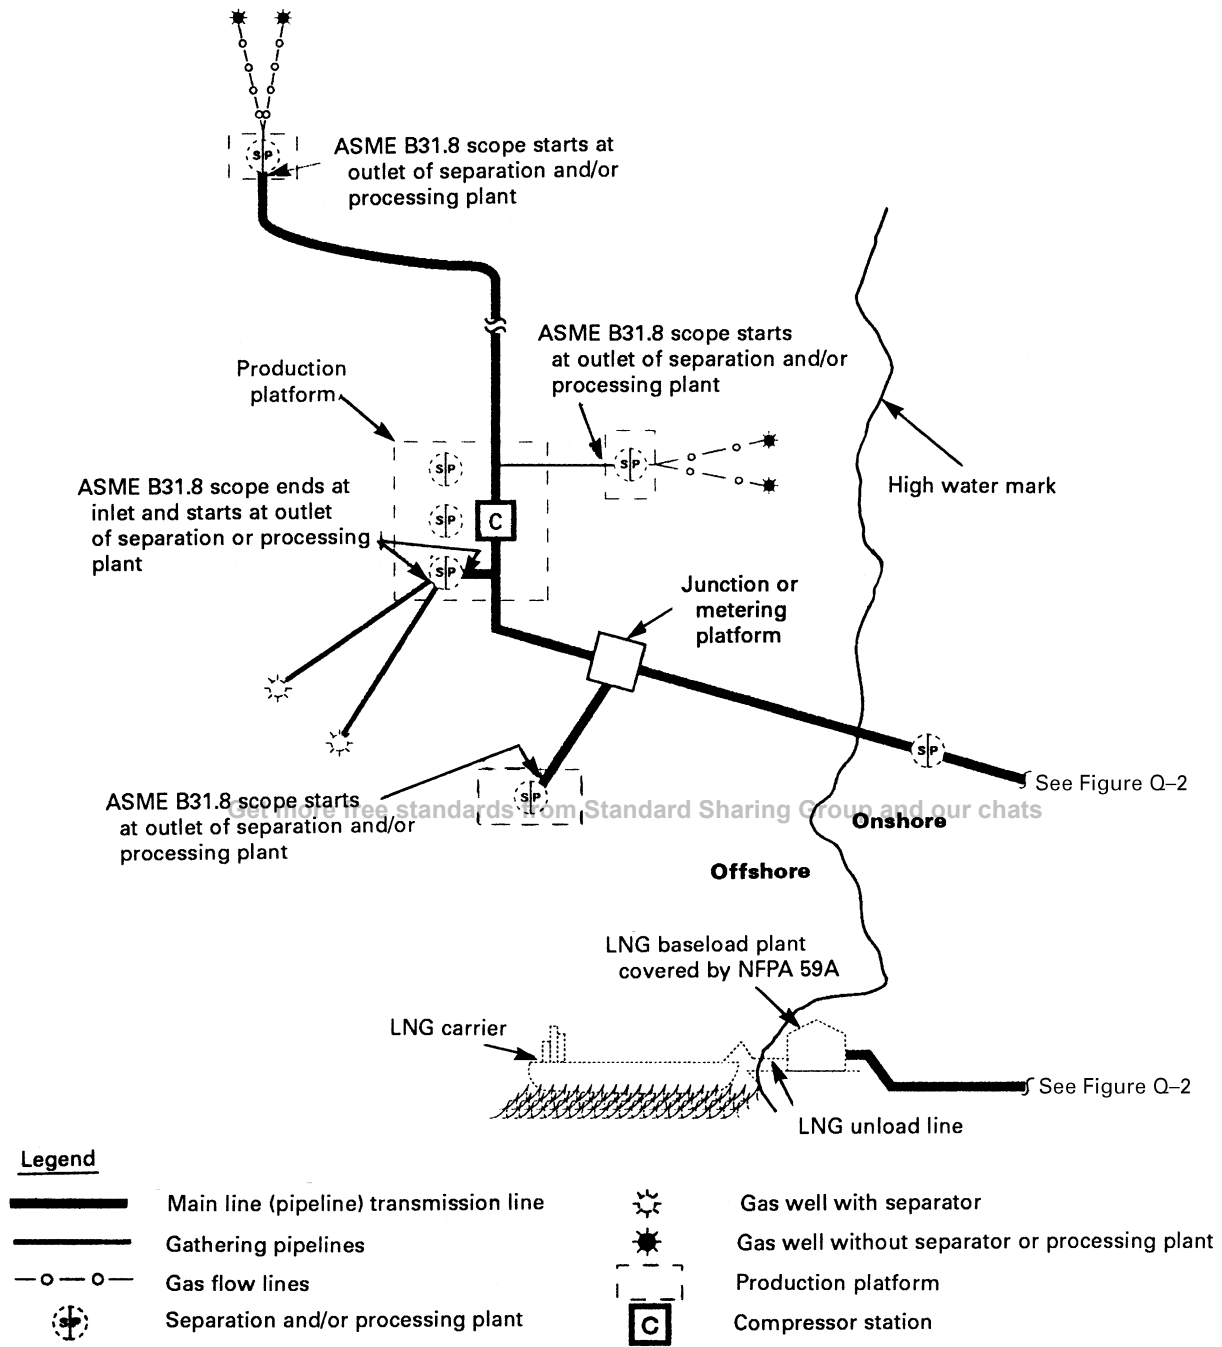 S P
ASME B31.8 scope starts at
outlet of separation and/or
processing plant
ASME B31.8 scope starts
at outlet of separation and/or
processing plant
Production
platform
S P
S P
High water mark
ASME B31.8 scope ends at
inlet and starts at outlet
of separation or processing
plant
S P
C
S P
Junction or
metering
platform
S P
See Figure Q–2
S P
ASME B31.8 scope starts
at outlet of separation and/or
processing plant
Get more free standards from Standard Sharing Group and our chats
Onshore
Offshore
LNG baseload plant
covered by NFPA 59A
LNG carrier
See Figure Q–2
LNG unload line
Legend
Main line (pipeline) transmission line
Gas well with separator
Gathering pipelines
Gas well without separator or processing plant
Gas flow lines
Production platform
S P
Separation and/or processing plant
C
Compressor station